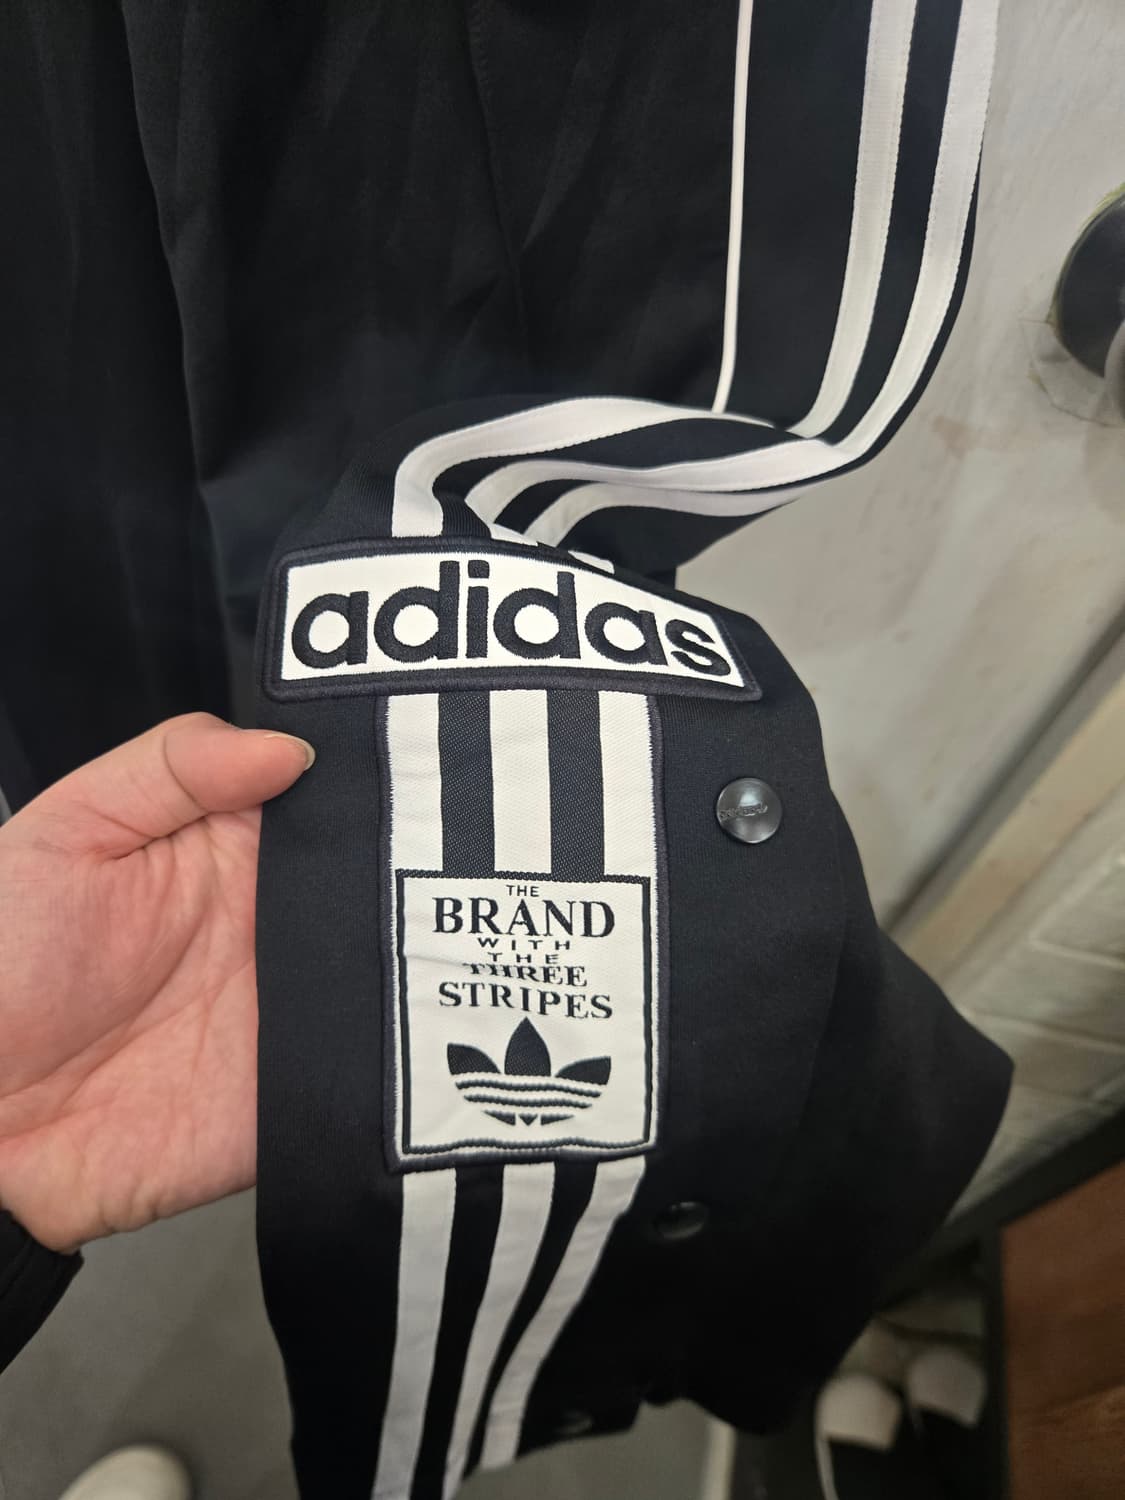 adidas
THE
BRAND
WITH
THE
THREE
STRIPES